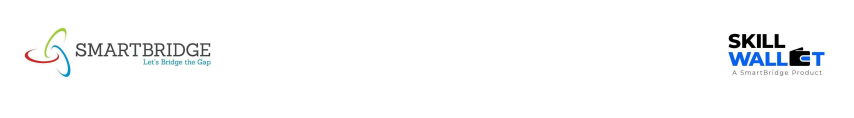 SMARTBRIDGE
Let's Bridge the Gap
SKILL
WALLET
A SmartBridge Product